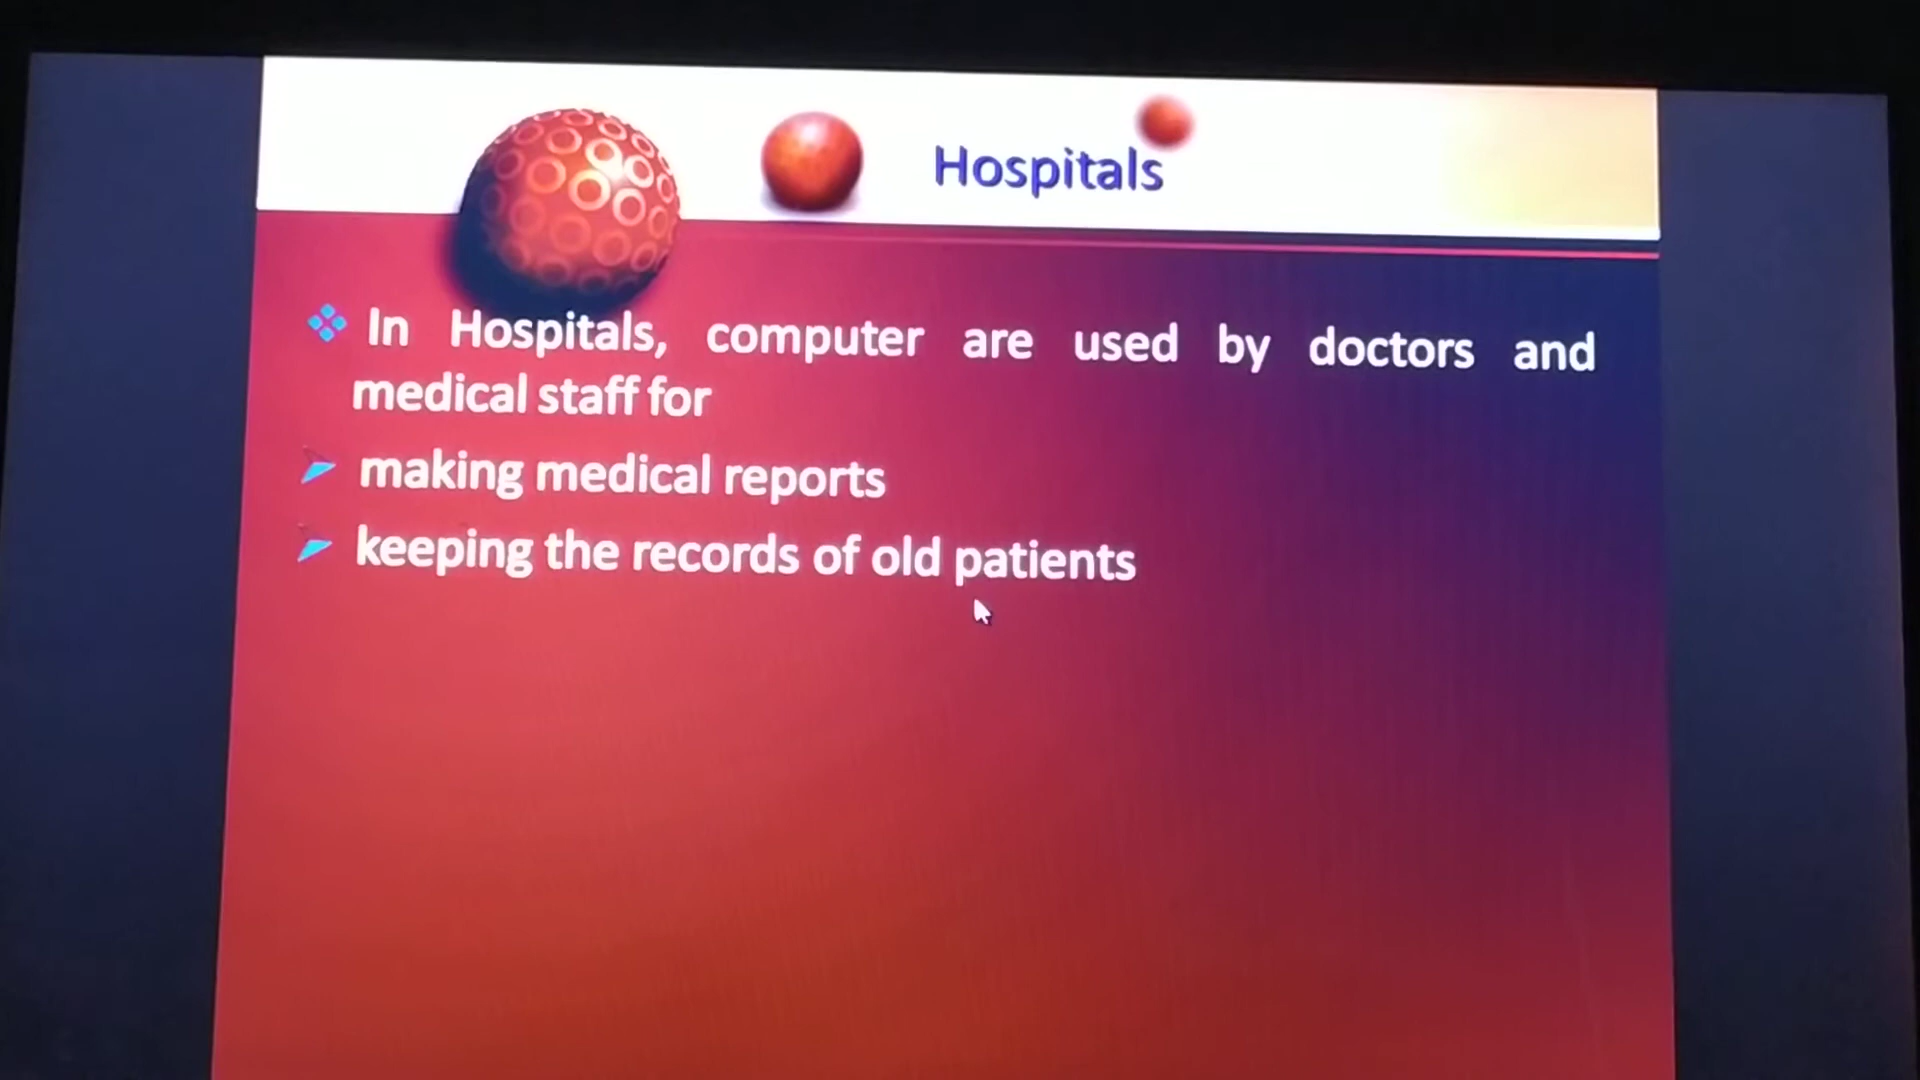 Hospitals
In Hospitals, computer are used by doctors and
medical staff for
making medical reports
keeping the records of old patients